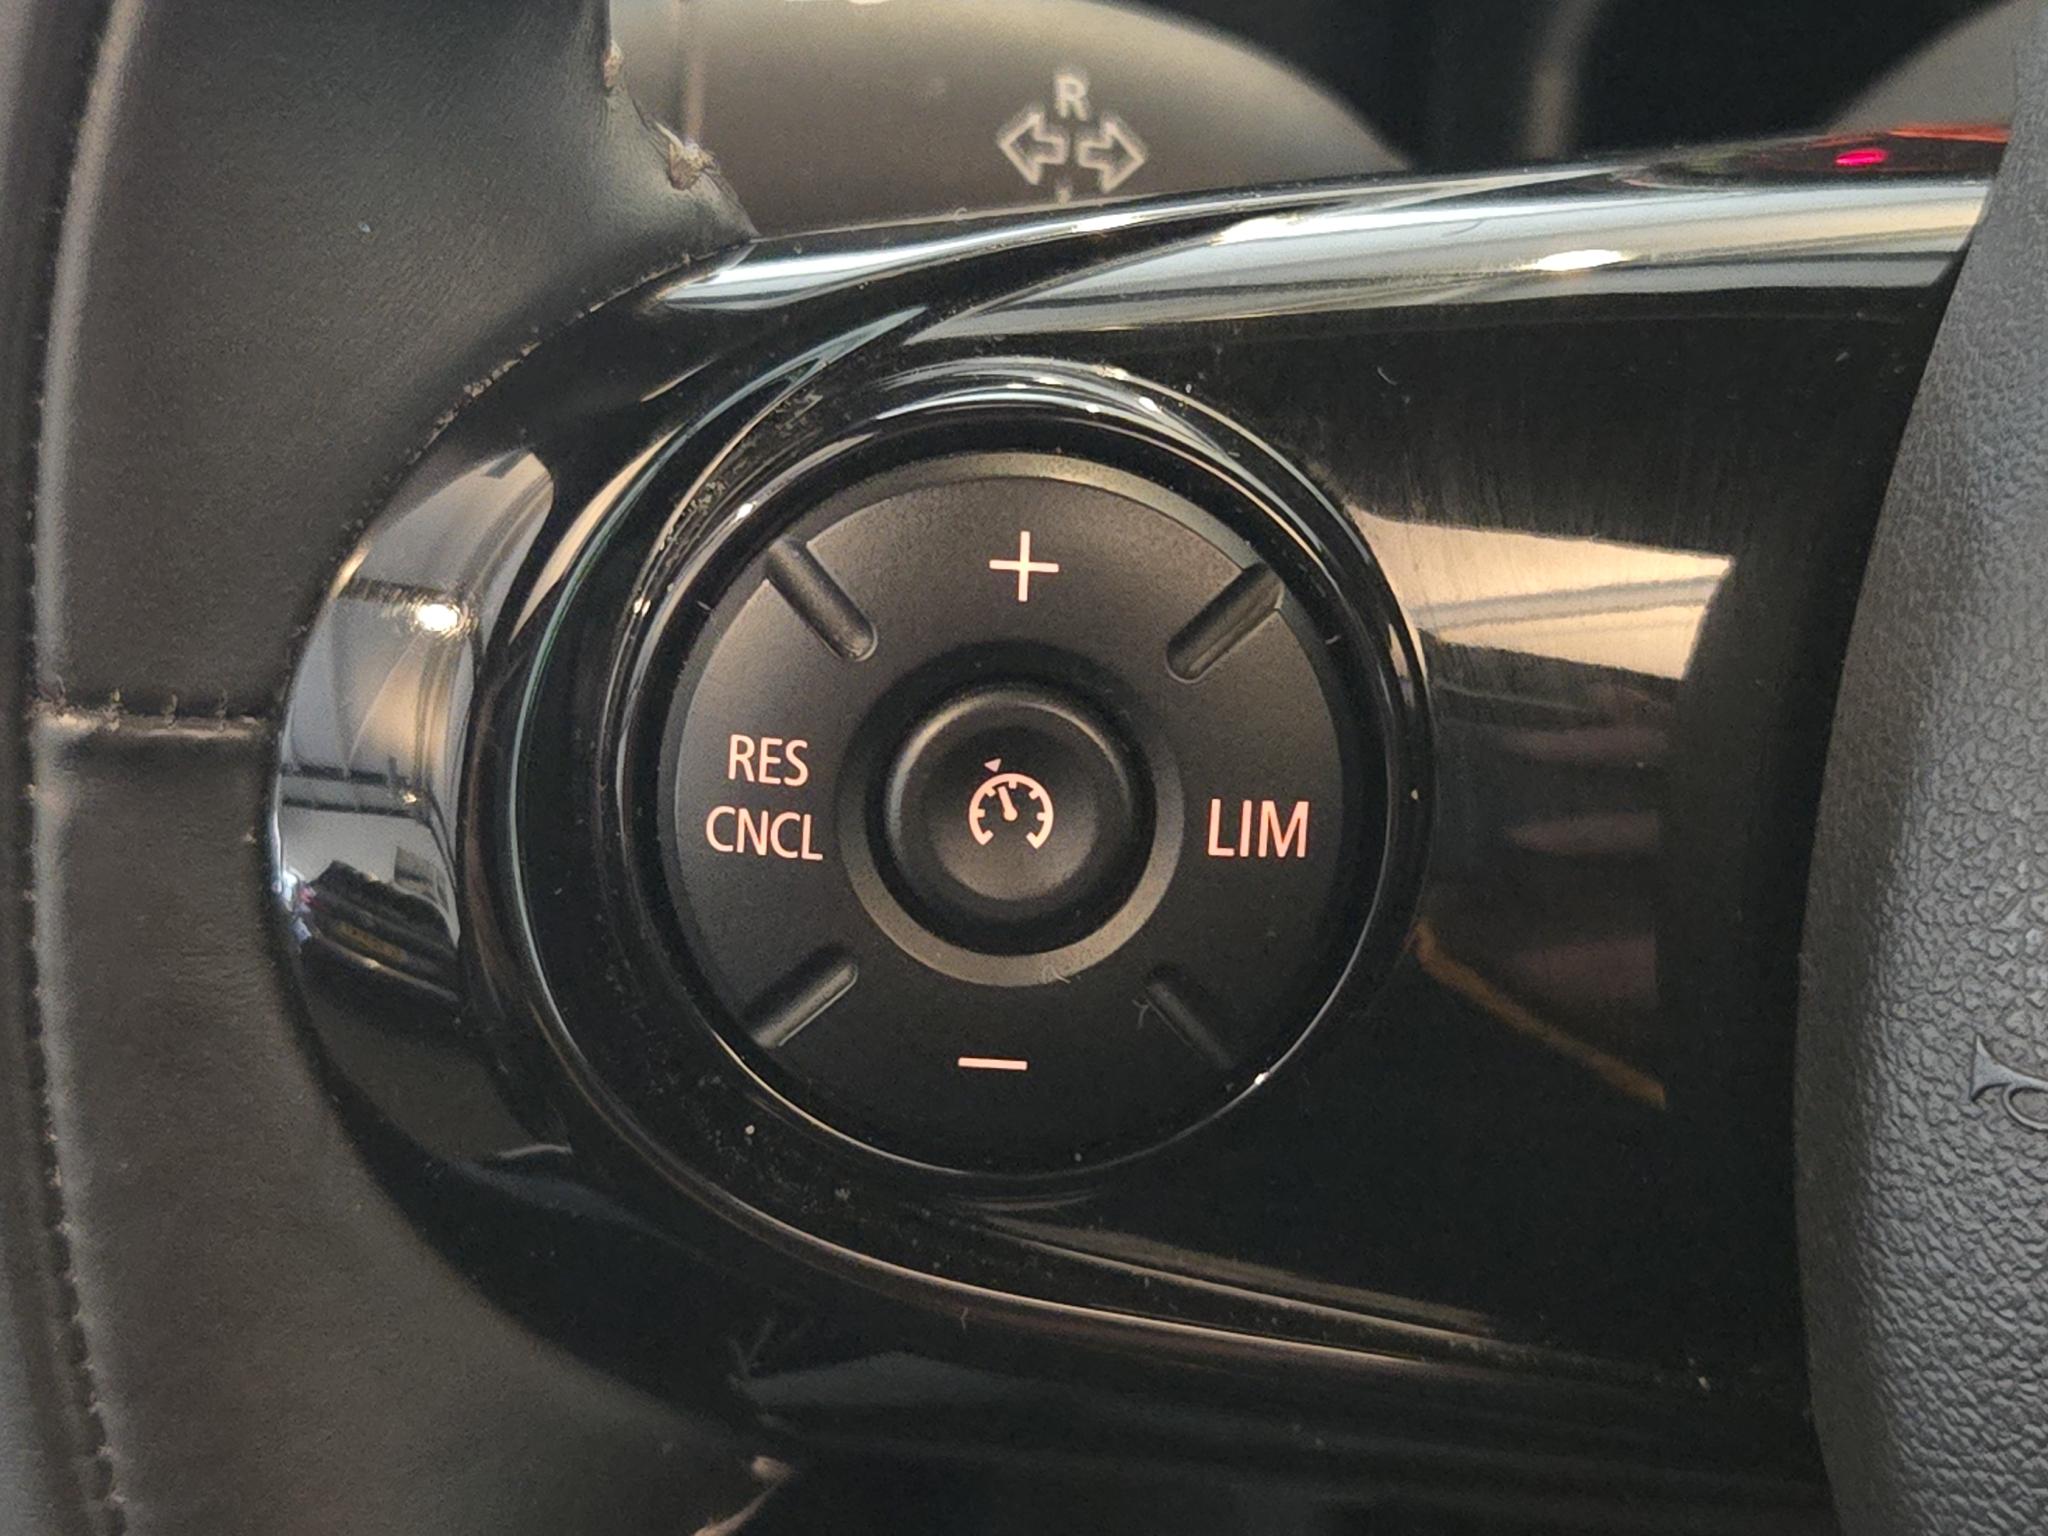 R
+
RES
CNCL
LIM
–